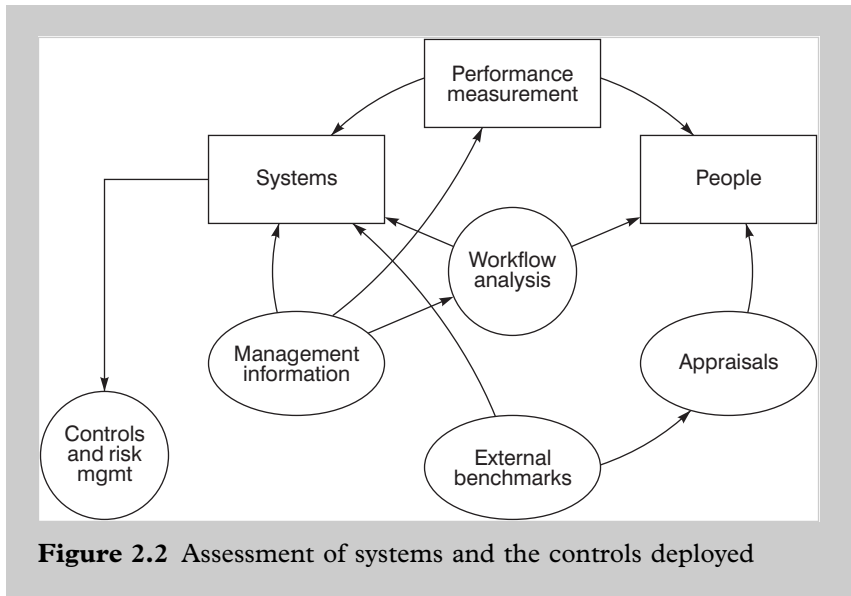 Performance
measurement
Systems
People
Workflow
analysis
Management
information
Appraisals
Controls
and risk
mgmt
External
benchmarks
Figure 2.2 Assessment of systems and the controls deployed